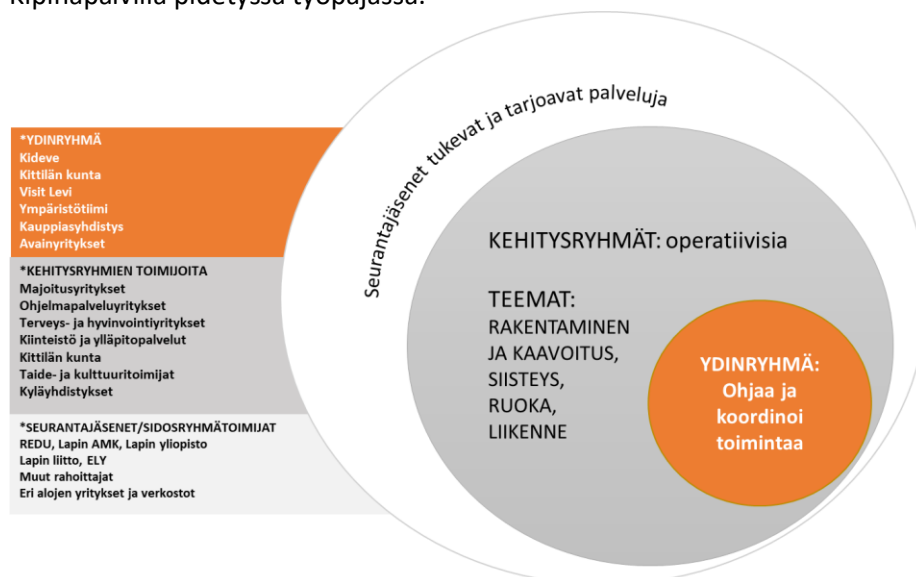 Kipinäpäivillä pidetyssä työpajassa.
Seurantajäsenet tukevat ja tarjoavat palveluja
*YDINRYHMÄ
Kideve
Kittilän kunta
Visit Levi
Ympäristötiimi
Kauppiasyhdistys
Avainyritykset
*KEHITYSRYHMIEN TOIMIJOITA
Majoitusyritykset
Ohjelmapalveluyritykset
Terveys- ja hyvinvointiyritykset
Kiinteistö ja ylläpitopalvelut
Kittilän kunta
Taide- ja kulttuuritoimijat
Kyläyhdistykset
*SEURANTAJÄSENET/SIDOSRYHMÄTOIMIJAT
REDU, Lapin AMK, Lapin yliopisto
Lapin liitto, ELY
Muut rahoittajat
Eri alojen yritykset ja verkostot
KEHITYSRYHMÄT: operatiivisia
TEEMAT:
RAKENTAMINEN
JA KAAVOITUS,
SIISTEYS,
RUOKA,
LIIKENNE
YDINRYHMÄ:
Ohjaa ja
koordinoi
toimintaa